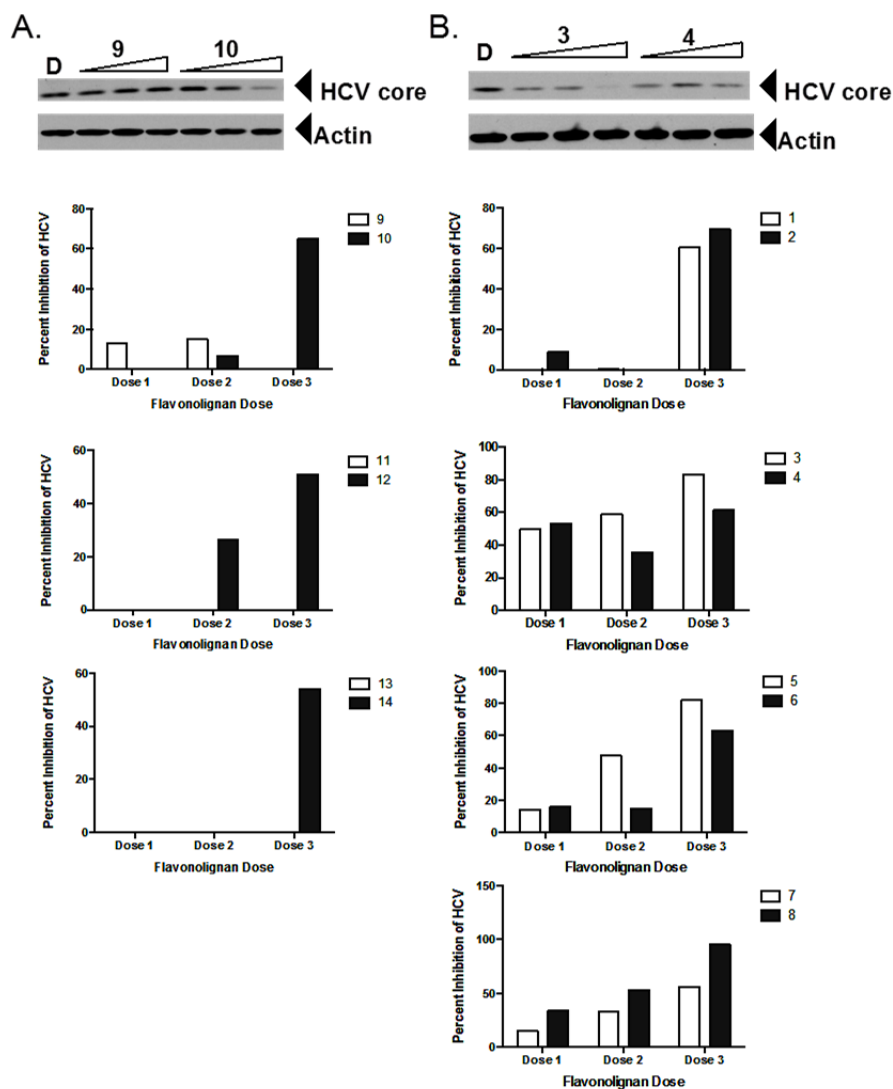 A.
9 10
D
HCV core
Actin
80
60
40
20
0
Percent Inhibition of HCV
9
10
Dose 1 Dose 2 Dose 3
Flavonolignan Dose
60
40
20
0
Percent Inhibition of HCV
11
12
Dose 1 Dose 2 Dose 3
Flavonolignan Dose
60
40
20
0
Percent Inhibition of HCV
13
14
Dose 1 Dose 2 Dose 3
Flavonolignan Dose
B.
3 4
D
HCV core
Actin
80
60
40
20
0
Percent Inhibition of HCV
1
2
Dose 1 Dose 2 Dose 3
Flavonolignan Dose
100
80
60
40
20
0
Percent Inhibition of HCV
3
4
Dose 1 Dose 2 Dose 3
Flavonolignan Dose
100
80
60
40
20
0
Percent Inhibition of HCV
5
6
Dose 1 Dose 2 Dose 3
Flavonolignan Dose
150
100
50
0
Percent Inhibition of HCV
7
8
Dose 1 Dose 2 Dose 3
Flavonolignan Dose